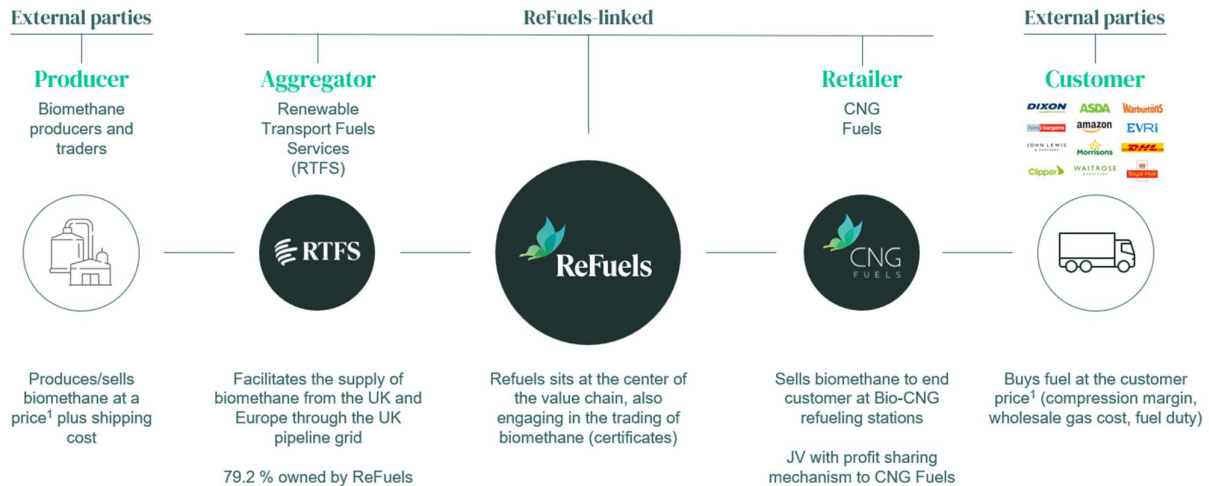 External parties
ReFuels-linked
External parties
Producer
Biomethane
producers and
traders
Aggregator
Renewable
Transport Fuels
Services
(RTFS)
Retailer
CNG
Fuels
Customer
DIXON ASDA Warburtons
home bargains amazon EVRi
JOHN LEWIS
& PARTNERS
Morrisons
DHL
Clipper
WAITROSE
& PARTNERS
Royal Mail
RTFS
ReFuels
CNG
FUELS
Produces/sells
biomethane at a
price¹ plus shipping
cost
Facilitates the supply of
biomethane from the UK and
Europe through the UK
pipeline grid
79.2 % owned by ReFuels
Refuels sits at the center of
the value chain, also
engaging in the trading of
biomethane (certificates)
Sells biomethane to end
customer at Bio-CNG
refueling stations
JV with profit sharing
mechanism to CNG Fuels
Buys fuel at the customer
price¹ (compression margin,
wholesale gas cost, fuel duty)